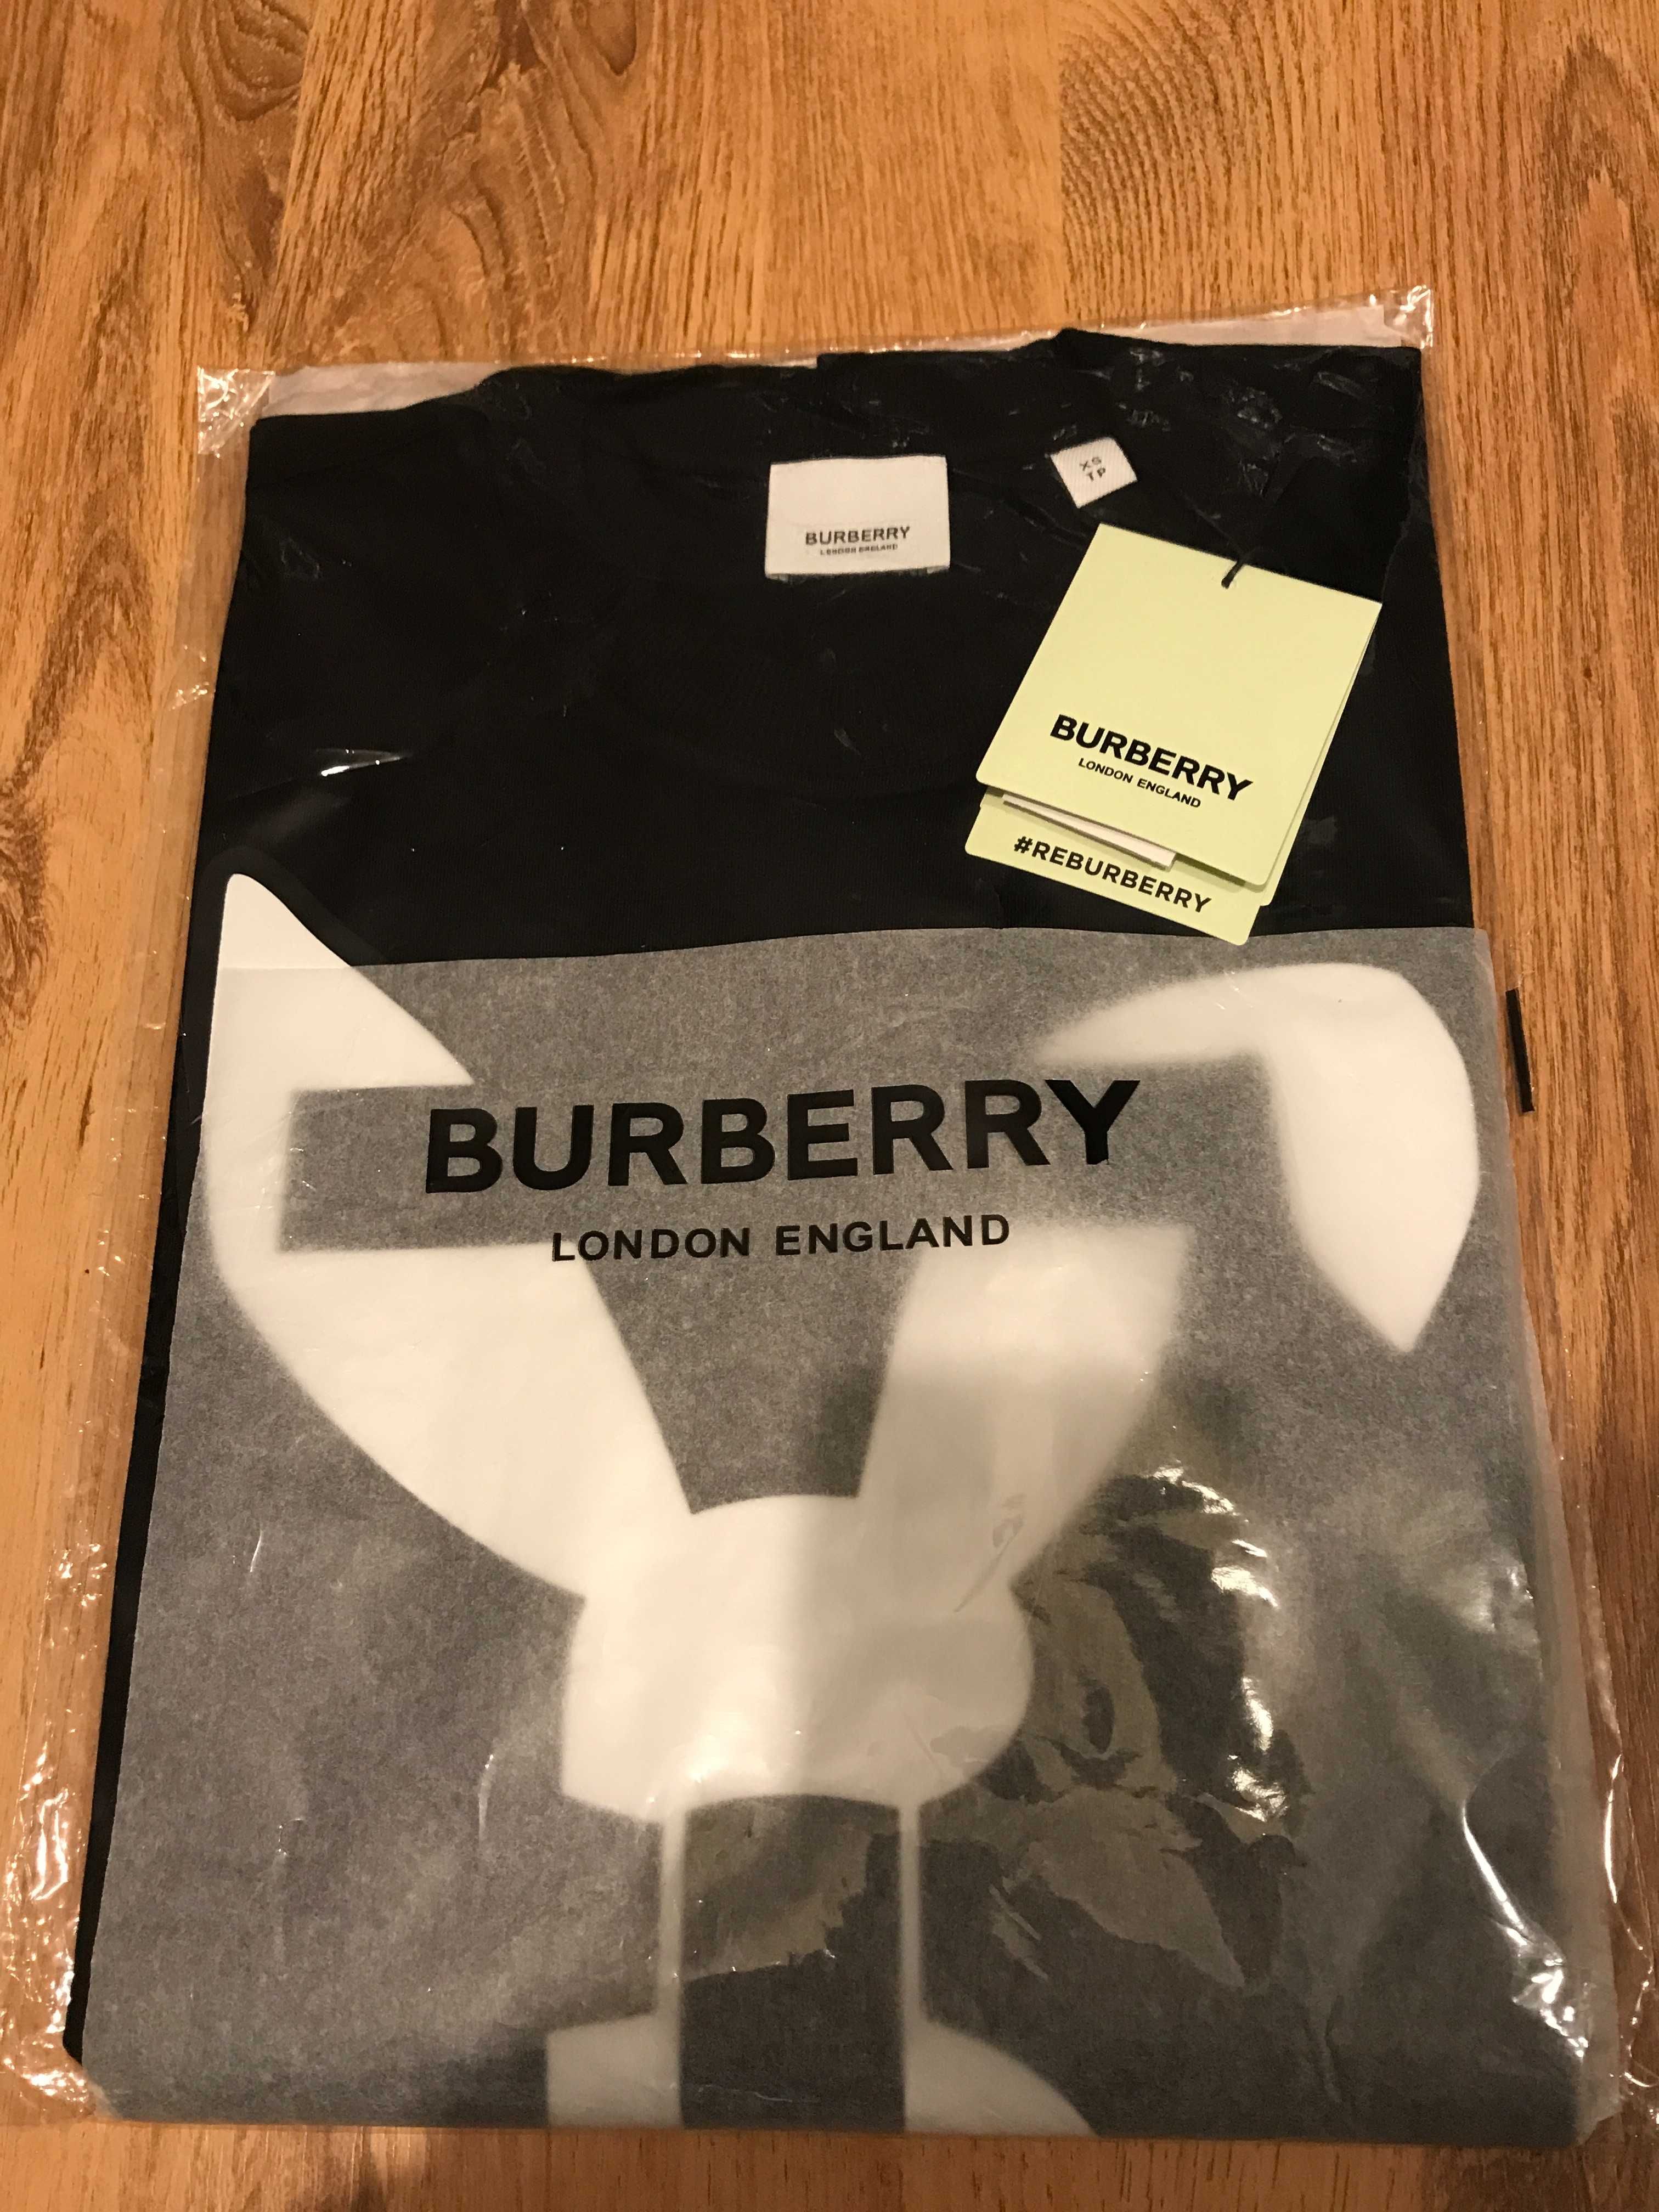 BURBERRY
LONDON ENGLAND
XS
TP
BURBERRY
LONDON ENGLAND
#REBURBERRY
BURBERRY
LONDON ENGLAND